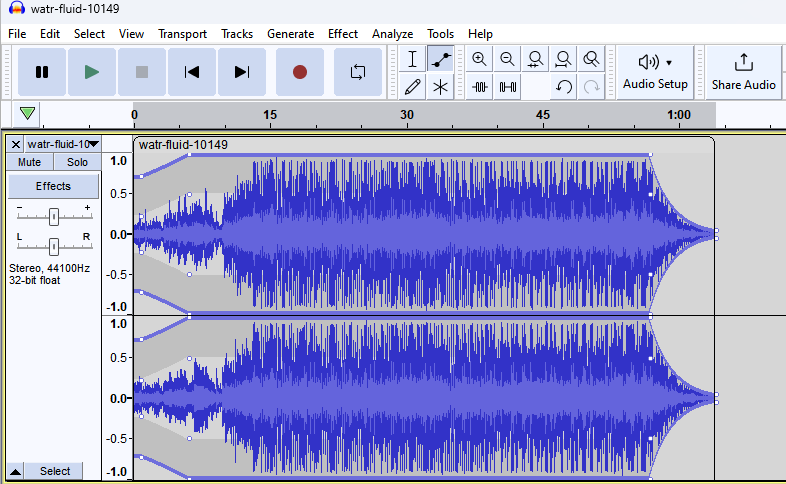 watr-fluid-10149
File Edit Select View Transport Tracks Generate Effect Analyze Tools Help
Audio Setup Share Audio
0 15 30 45 1:00
watr-fluid-10 watr-fluid-10149
Mute Solo
Effects
- +
L R
Stereo, 44100Hz
32-bit float
1.0
0.5
0.0
-0.5
-1.0
1.0
0.5
0.0
-0.5
-1.0
Select